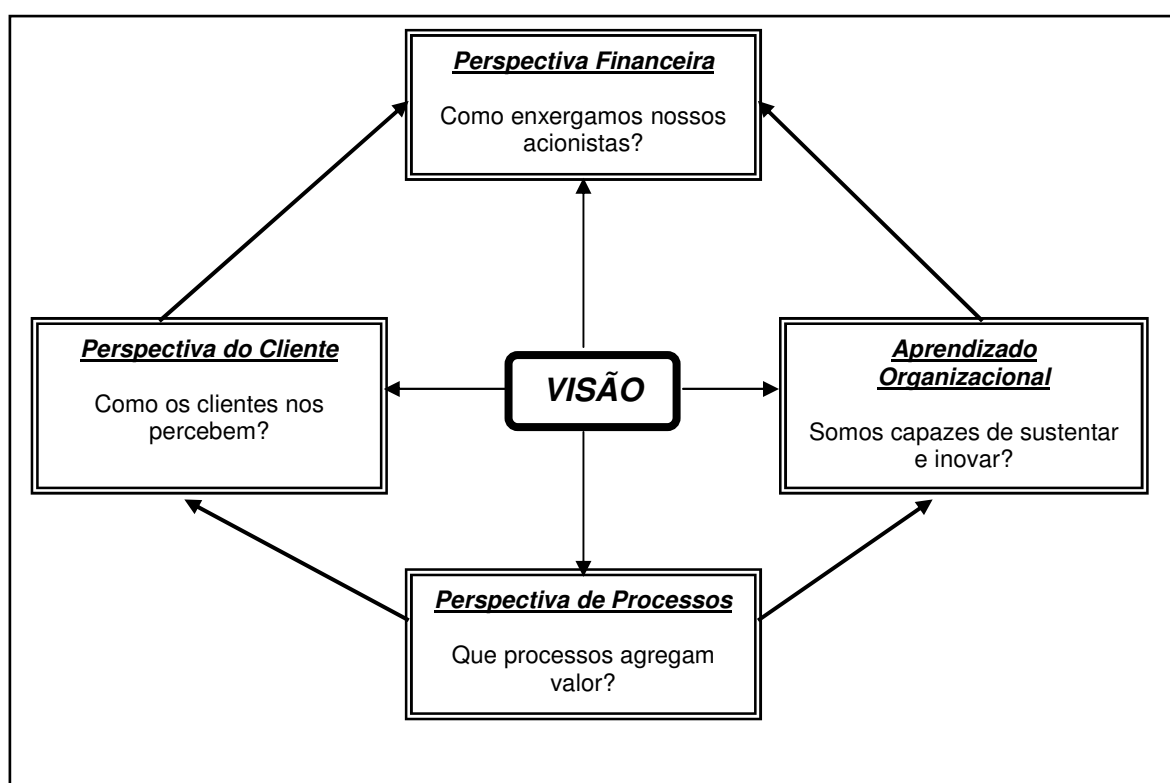 Perspectiva Financeira
Como enxergamos nossos
acionistas?
Perspectiva do Cliente
Como os clientes nos
percebem?
VISÃO
Aprendizado
Organizacional
Somos capazes de sustentar
e inovar?
Perspectiva de Processos
Que processos agregam
valor?